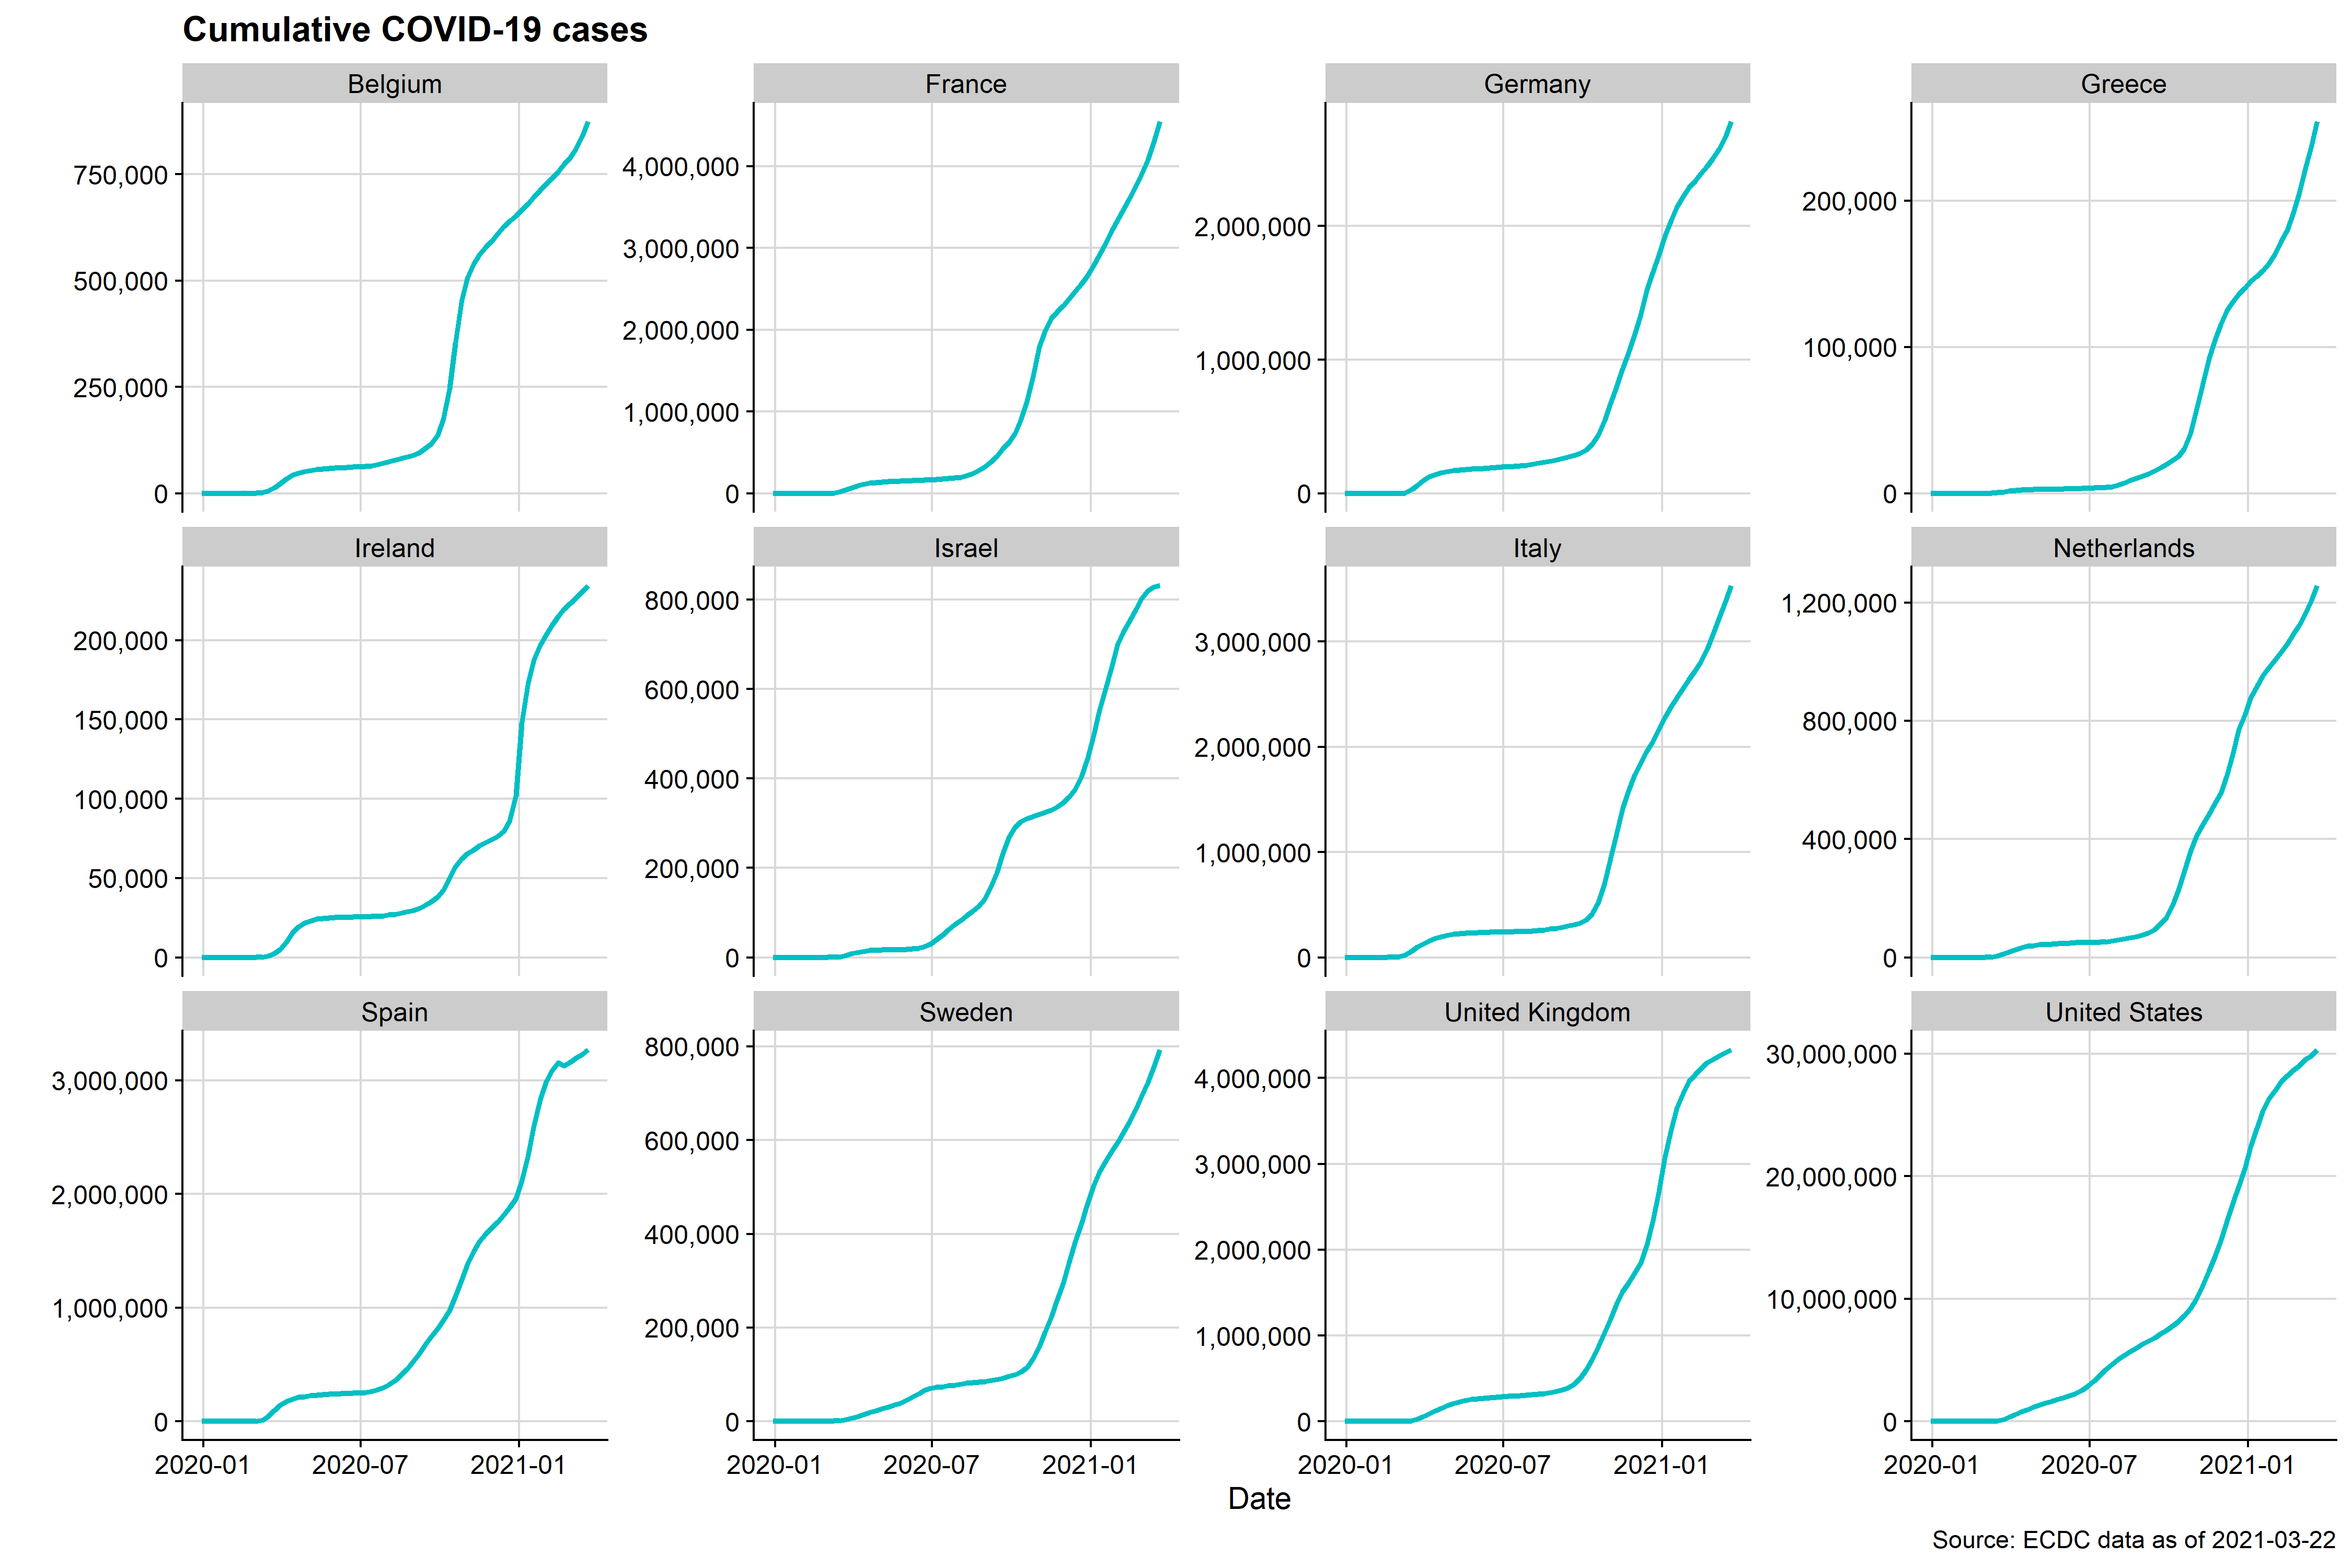 Cumulative COVID-19 cases
Belgium
France
Germany
Greece
750,000
500,000
250,000
0
4,000,000
3,000,000
2,000,000
1,000,000
0
2,000,000
1,000,000
0
200,000
100,000
0
Ireland
Israel
Italy
Netherlands
200,000
150,000
100,000
50,000
0
800,000
600,000
400,000
200,000
0
3,000,000
2,000,000
1,000,000
0
1,200,000
800,000
400,000
0
Spain
Sweden
United Kingdom
United States
3,000,000
2,000,000
1,000,000
0
800,000
600,000
400,000
200,000
0
4,000,000
3,000,000
2,000,000
1,000,000
0
30,000,000
20,000,000
10,000,000
0
2020-01 2020-07 2021-01
2020-01 2020-07 2021-01
2020-01 2020-07 2021-01
2020-01 2020-07 2021-01
Date
Source: ECDC data as of 2021-03-22